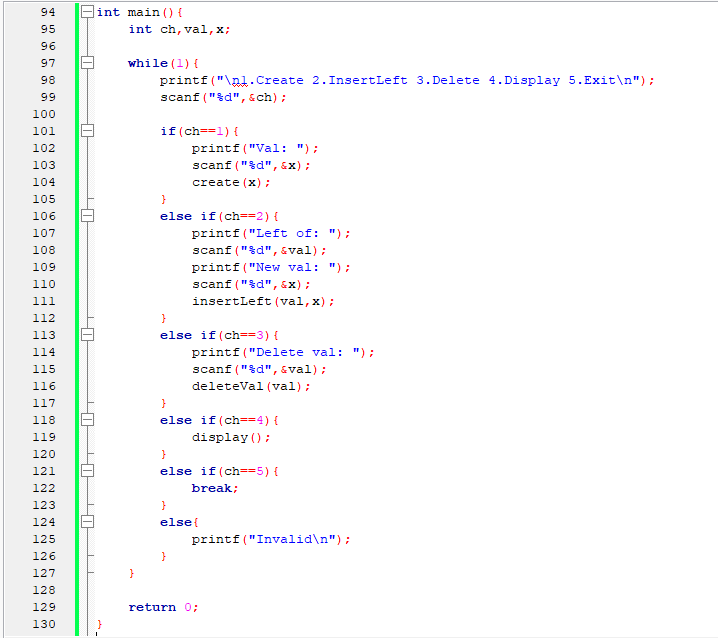 94 int main(){
95     int ch,val,x;
96
97     while(1){
98         printf("\n1.Create 2.InsertLeft 3.Delete 4.Display 5.Exit\n");
99         scanf("%d",&ch);
100
101         if(ch==1){
102             printf("Val: ");
103             scanf("%d",&x);
104             create(x);
105         }
106         else if(ch==2){
107             printf("Left of: ");
108             scanf("%d",&val);
109             printf("New val: ");
110             scanf("%d",&x);
111             insertLeft(val,x);
112         }
113         else if(ch==3){
114             printf("Delete val: ");
115             scanf("%d",&val);
116             deleteVal(val);
117         }
118         else if(ch==4){
119             display();
120         }
121         else if(ch==5){
122             break;
123         }
124         else{
125             printf("Invalid\n");
126         }
127     }
128
129     return 0;
130 }